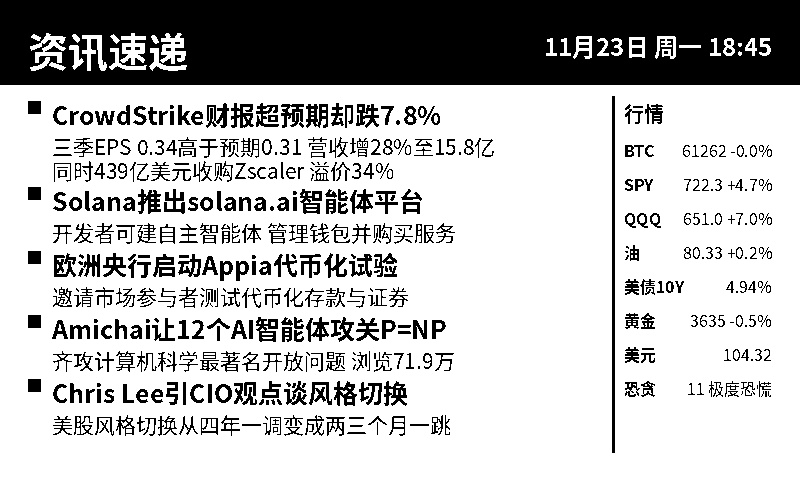 资讯速递
11月23日 周一 18:45
CrowdStrike财报超预期却跌7.8%
三季EPS 0.34高于预期0.31 营收增28%至15.8亿
同时439亿美元收购Zscaler 溢价34%
Solana推出solana.ai智能体平台
开发者可建自主智能体 管理钱包并购买服务
欧洲央行启动Appia代币化试验
邀请市场参与者测试代币化存款与证券
Amichai让12个AI智能体攻关P=NP
齐攻计算机科学最著名开放问题 浏览71.9万
Chris Lee引CIO观点谈风格切换
美股风格切换从四年一调变成两三个月一跳
行情
BTC 61262 -0.0%
SPY 722.3 +4.7%
QQQ 651.0 +7.0%
油 80.33 +0.2%
美债10Y 4.94%
黄金 3635 -0.5%
美元 104.32
恐贪 11 极度恐慌